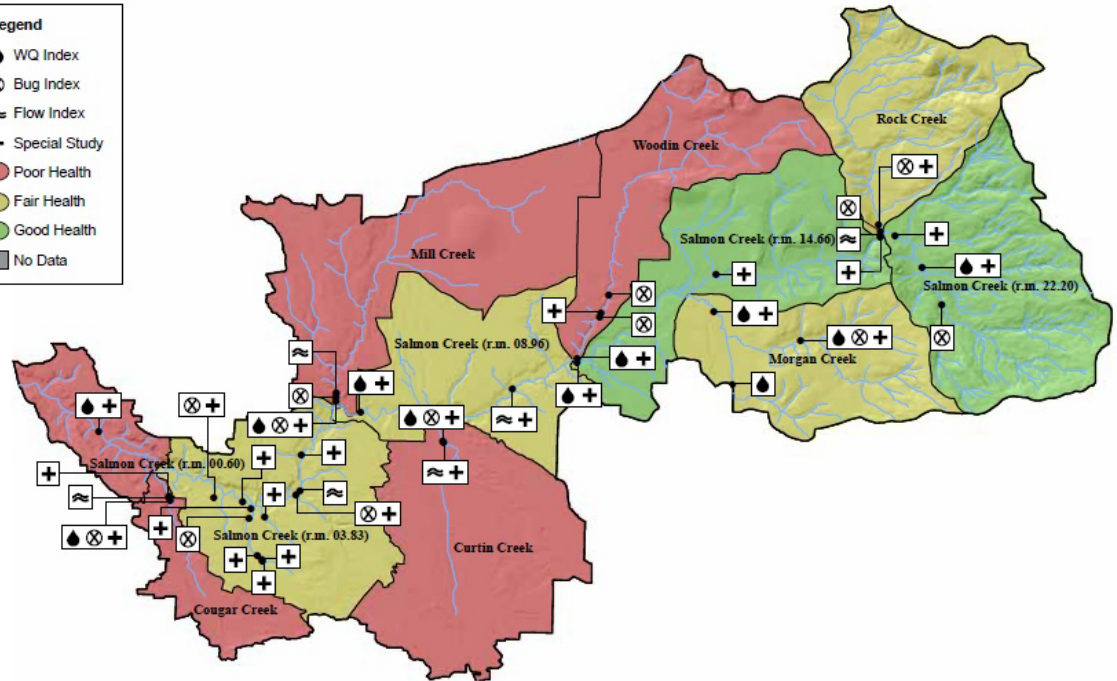 egend
WQ Index
Bug Index
Flow Index
Special Study
Poor Health
Fair Health
Good Health
No Data
Rock Creek
Woodin Creek
Salmon Creek (r.m. 14.66)
Mill Creek
Salmon Creek (r.m. 22.20)
Salmon Creek (r.m. 08.96)
Morgan Creek
Salmon Creek (r.m. 00.60)
Salmon Creek (r.m. 03.83)
Curtin Creek
Cougar Creek